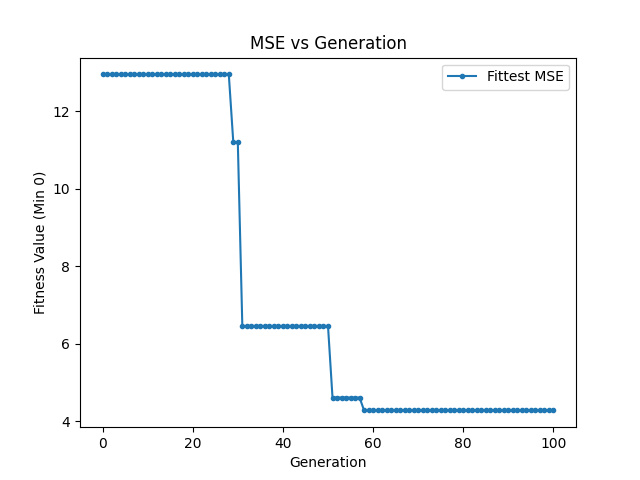 MSE vs Generation
Fittest MSE
Fitness Value (Min 0)
12
10
8
6
4
0 20 40 60 80 100
Generation